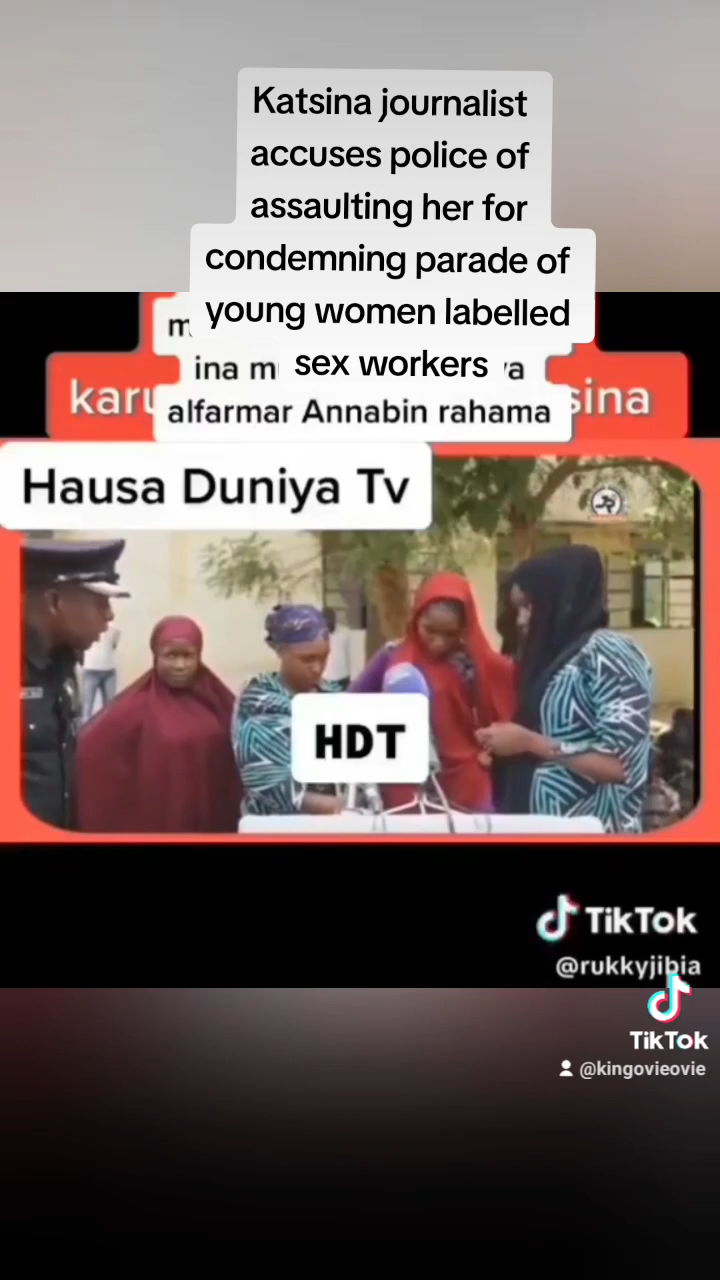 Katsina journalist
accuses police of
assaulting her for
condemning parade of
young women labelled
sex workers
ina
alfarmar Annabin rahama
Hausa Duniya Tv
HDT
TikTok
@rukkyjibia
TikTok
@kingovieovie